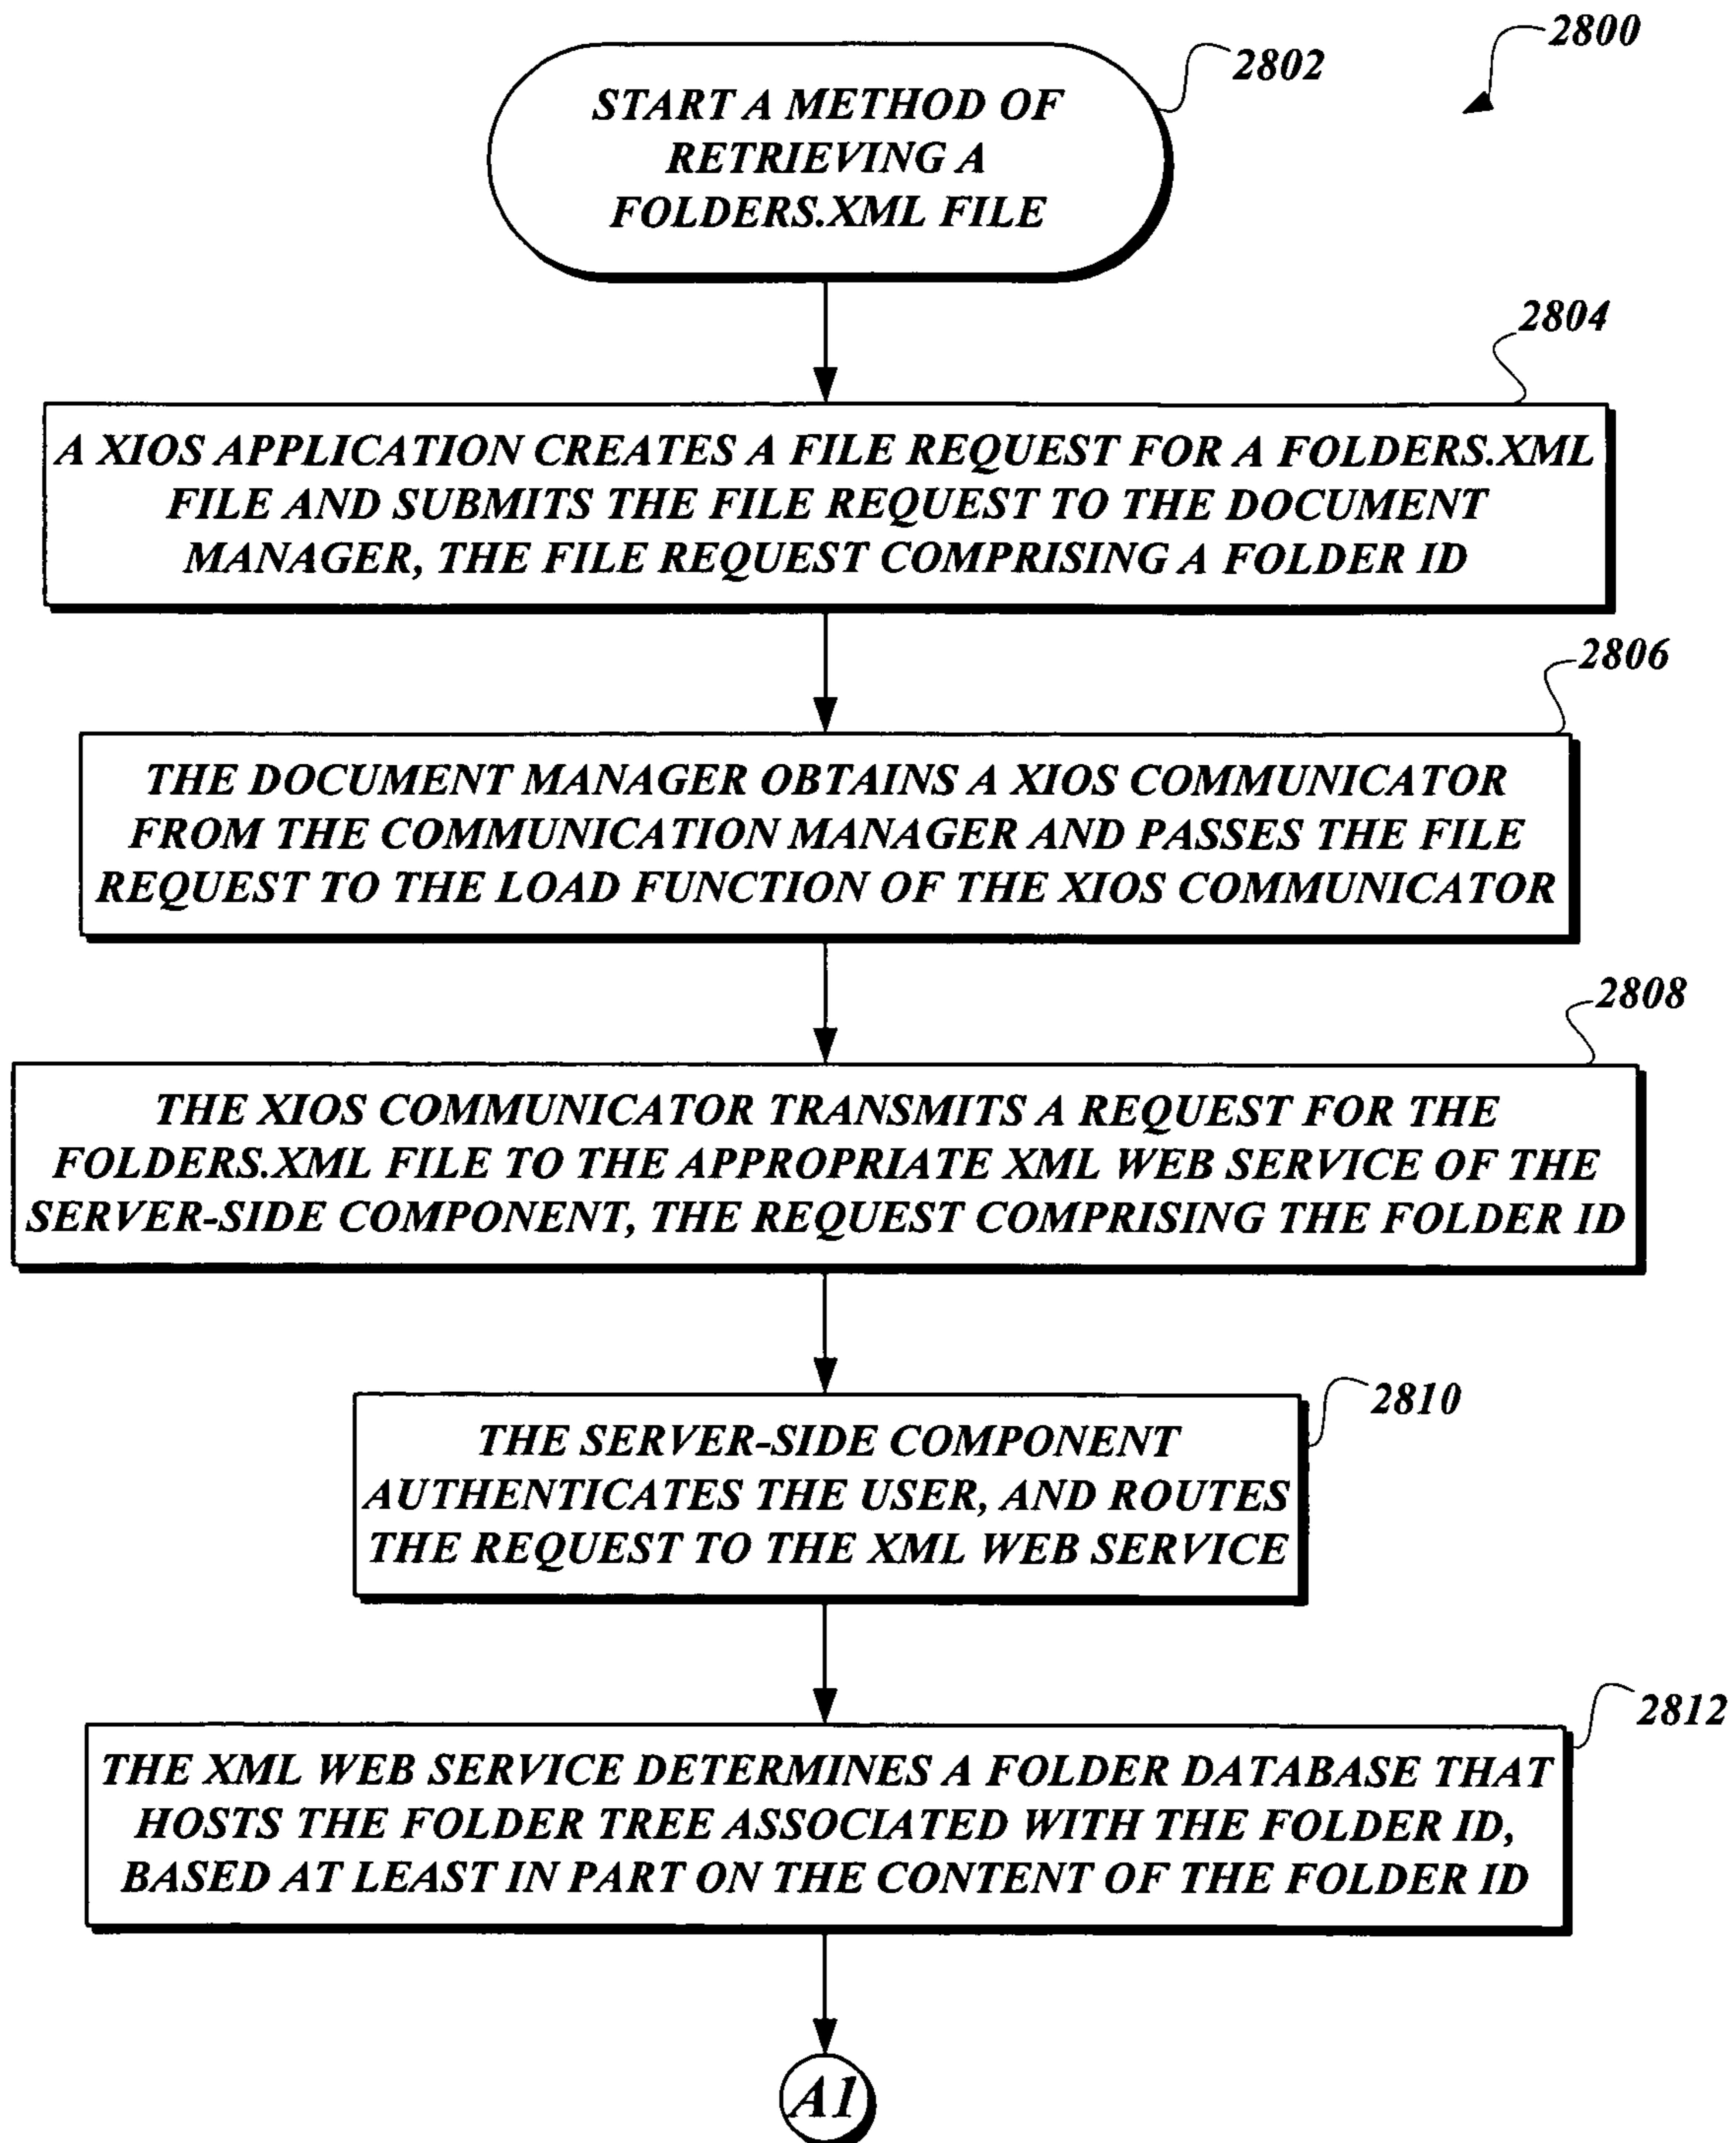 2800
2802
START A METHOD OF
RETRIEVING A
FOLDERS.XML FILE
2804
A XIOS APPLICATION CREATES A FILE REQUEST FOR A FOLDERS.XML
FILE AND SUBMITS THE FILE REQUEST TO THE DOCUMENT
MANAGER, THE FILE REQUEST COMPRISING A FOLDER ID
2806
THE DOCUMENT MANAGER OBTAINS A XIOS COMMUNICATOR
FROM THE COMMUNICATION MANAGER AND PASSES THE FILE
REQUEST TO THE LOAD FUNCTION OF THE XIOS COMMUNICATOR
2808
THE XIOS COMMUNICATOR TRANSMITS A REQUEST FOR THE
FOLDERS.XML FILE TO THE APPROPRIATE XML WEB SERVICE OF THE
SERVER-SIDE COMPONENT, THE REQUEST COMPRISING THE FOLDER ID
2810
THE SERVER-SIDE COMPONENT
AUTHENTICATES THE USER, AND ROUTES
THE REQUEST TO THE XML WEB SERVICE
2812
THE XML WEB SERVICE DETERMINES A FOLDER DATABASE THAT
HOSTS THE FOLDER TREE ASSOCIATED WITH THE FOLDER ID,
BASED AT LEAST IN PART ON THE CONTENT OF THE FOLDER ID
A1